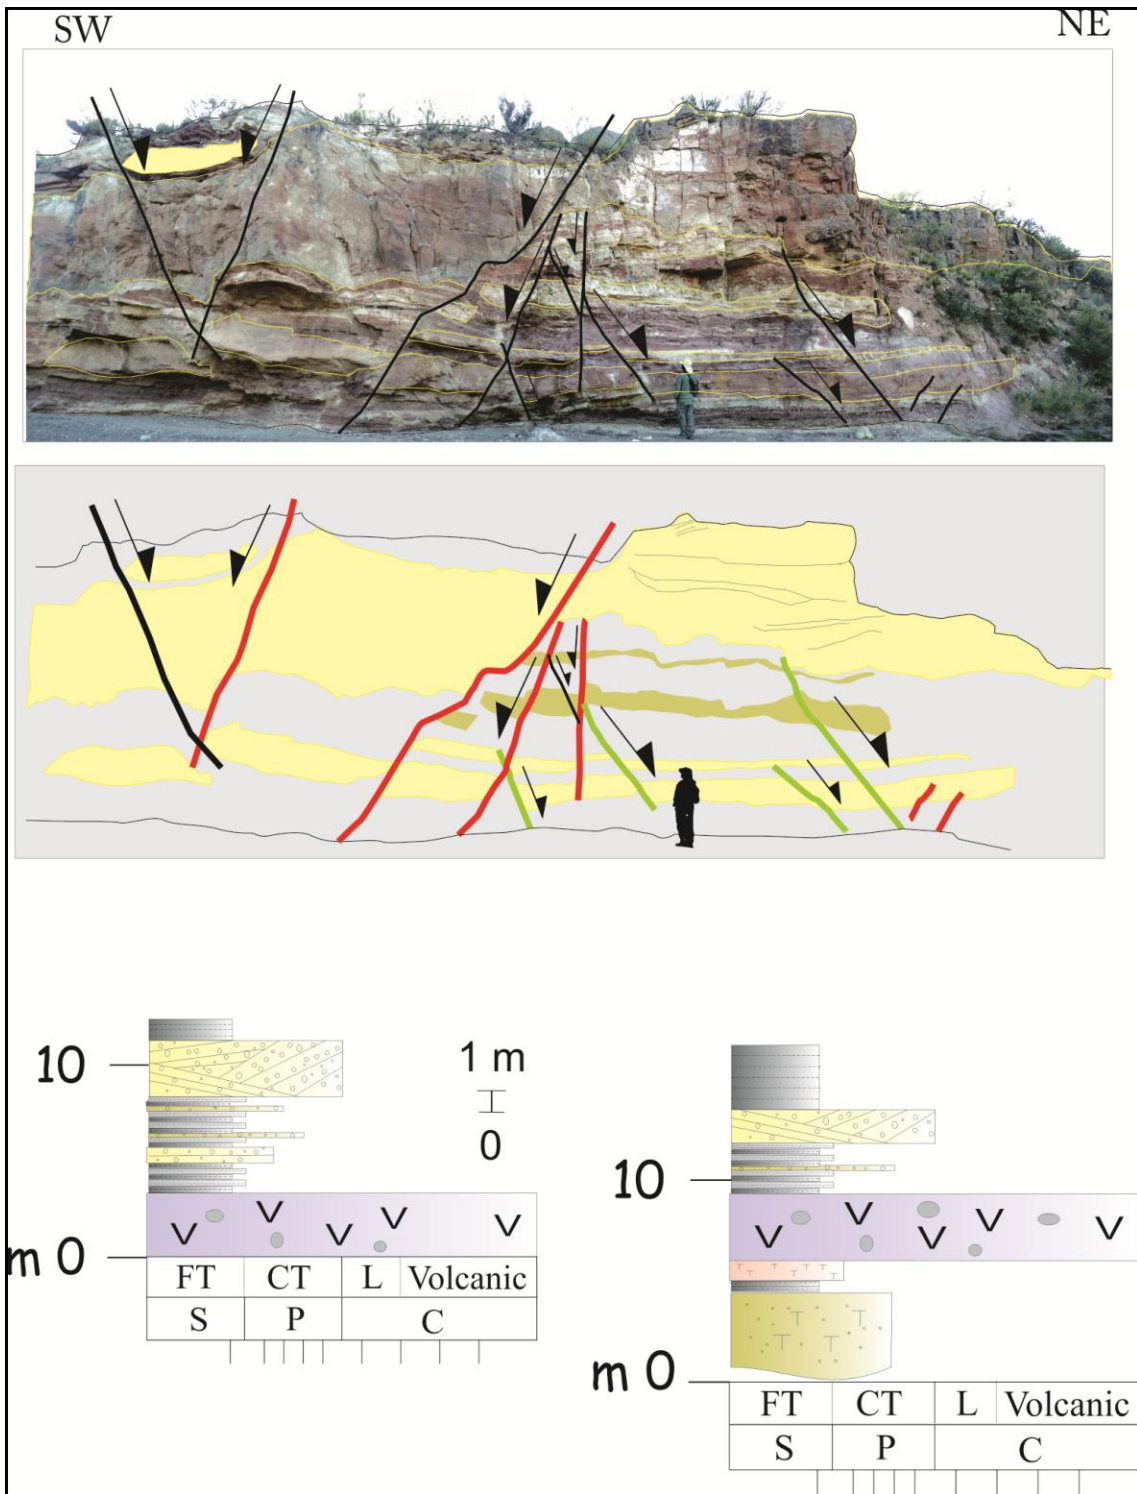 SW NE
10
1 m
0
m 0
FT CT L Volcanic
S P C
10
V V V V V
V V V V V V
m 0
FT CT L Volcanic
S P C